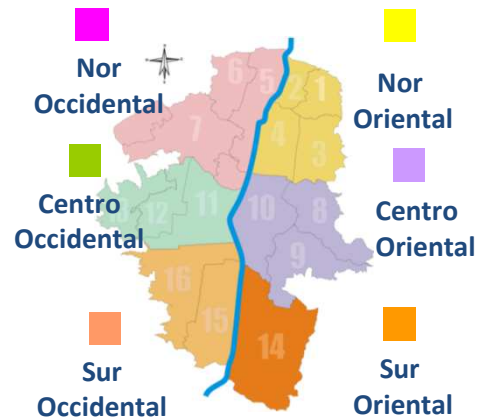 Nor
Occidental
Nor
Oriental
6
5
2
1
7
4
3
Centro
Occidental
Centro
Oriental
13
12
11
10
8
9
16
15
14
Sur
Occidental
Sur
Oriental